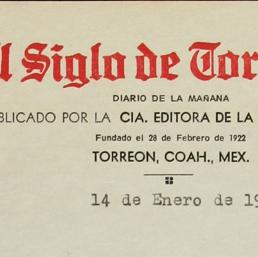 l Siglo de Tor
DIARIO DE LA MAÑANA
BLICADO POR LA CIA. EDITORA DE LA
Fundado el 28 de Febrero de 1922
TORREON, COAH., MEX.
14 de Enero de 19